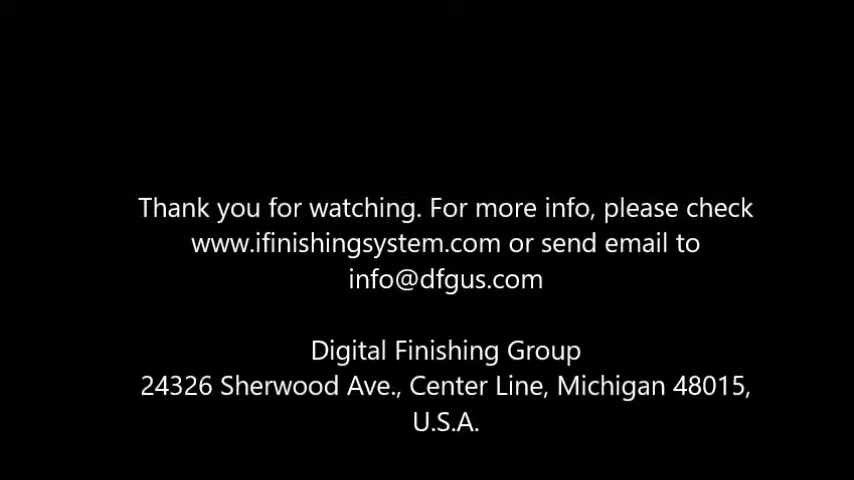 Thank you for watching. For more info, please check
www.ifinishingsystem.com or send email to
info@dfgus.com
Digital Finishing Group
24326 Sherwood Ave., Center Line, Michigan 48015,
U.S.A.